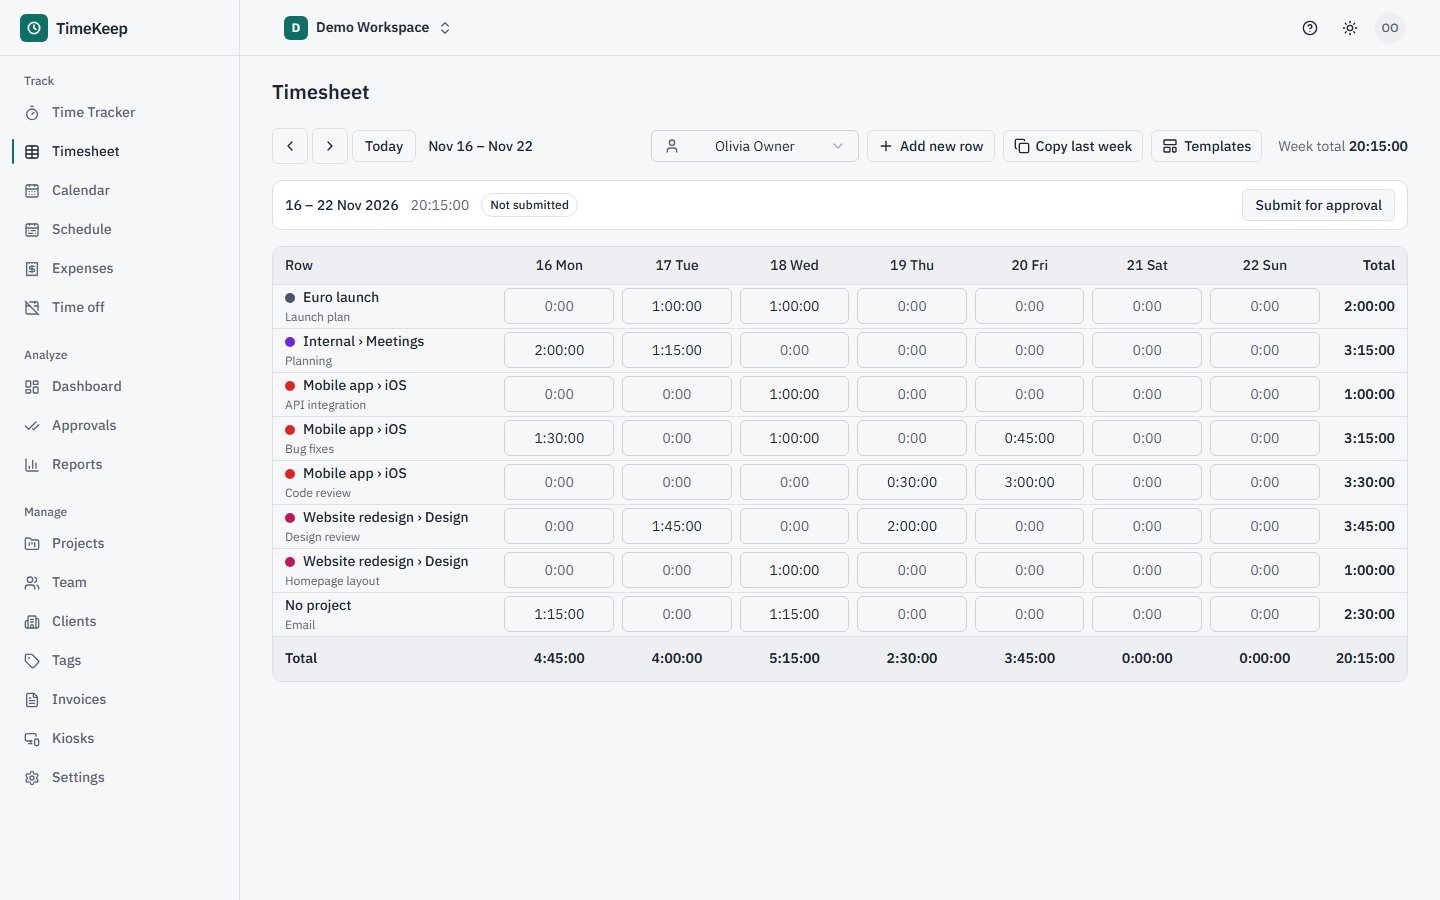 TimeKeep
D Demo Workspace
OO
Track
Time Tracker
Timesheet
Calendar
Schedule
Expenses
Time off
Analyze
Dashboard
Approvals
Reports
Manage
Projects
Team
Clients
Tags
Invoices
Kiosks
Settings
Timesheet
Today Nov 16 – Nov 22 Olivia Owner Add new row Copy last week Templates Week total 20:15:00
16 – 22 Nov 2026 20:15:00 Not submitted Submit for approval
Row 16 Mon 17 Tue 18 Wed 19 Thu 20 Fri 21 Sat 22 Sun Total
Euro launch 0:00 1:00:00 1:00:00 0:00 0:00 0:00 0:00 2:00:00
Launch plan
Internal › Meetings 2:00:00 1:15:00 0:00 0:00 0:00 0:00 0:00 3:15:00
Planning
Mobile app › iOS 0:00 0:00 1:00:00 0:00 0:00 0:00 0:00 1:00:00
API integration
Mobile app › iOS 1:30:00 0:00 1:00:00 0:00 0:45:00 0:00 0:00 3:15:00
Bug fixes
Mobile app › iOS 0:00 0:00 0:00 0:30:00 3:00:00 0:00 0:00 3:30:00
Code review
Website redesign › Design 0:00 1:45:00 0:00 2:00:00 0:00 0:00 0:00 3:45:00
Design review
Website redesign › Design 0:00 0:00 1:00:00 0:00 0:00 0:00 0:00 1:00:00
Homepage layout
No project 1:15:00 0:00 1:15:00 0:00 0:00 0:00 0:00 2:30:00
Email
Total 4:45:00 4:00:00 5:15:00 2:30:00 3:45:00 0:00:00 0:00:00 20:15:00